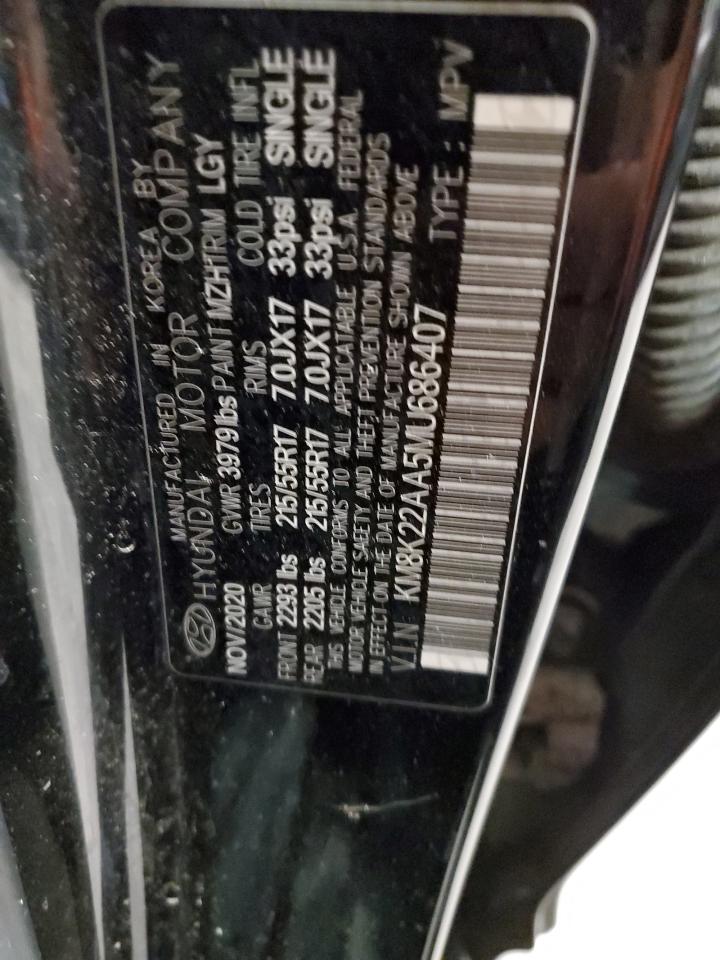 MANUFACTURED IN KOREA BY
HYUNDAI MOTOR COMPANY
NOV/2020 GVWR 3979 lbs PAINT MZH TRIM LGY
GAWR TIRES RIMS COLD TIRE INFL
FRONT 2293 lbs 215/55R17 7.0JX17 33psi SINGLE
REAR 2205 lbs 215/55R17 7.0JX17 33psi SINGLE
THIS VEHICLE CONFORMS TO ALL APPLICATABLE U.S.A. FEDERAL
MOTOR VEHICLE SAFETY AND THEFT PREVENTION STANDARDS
IN EFFECT ON DATE OF MANUFACTURE SHOWN ABOVE
VIN: KM8K22AA5MU686407 TYPE : MPV